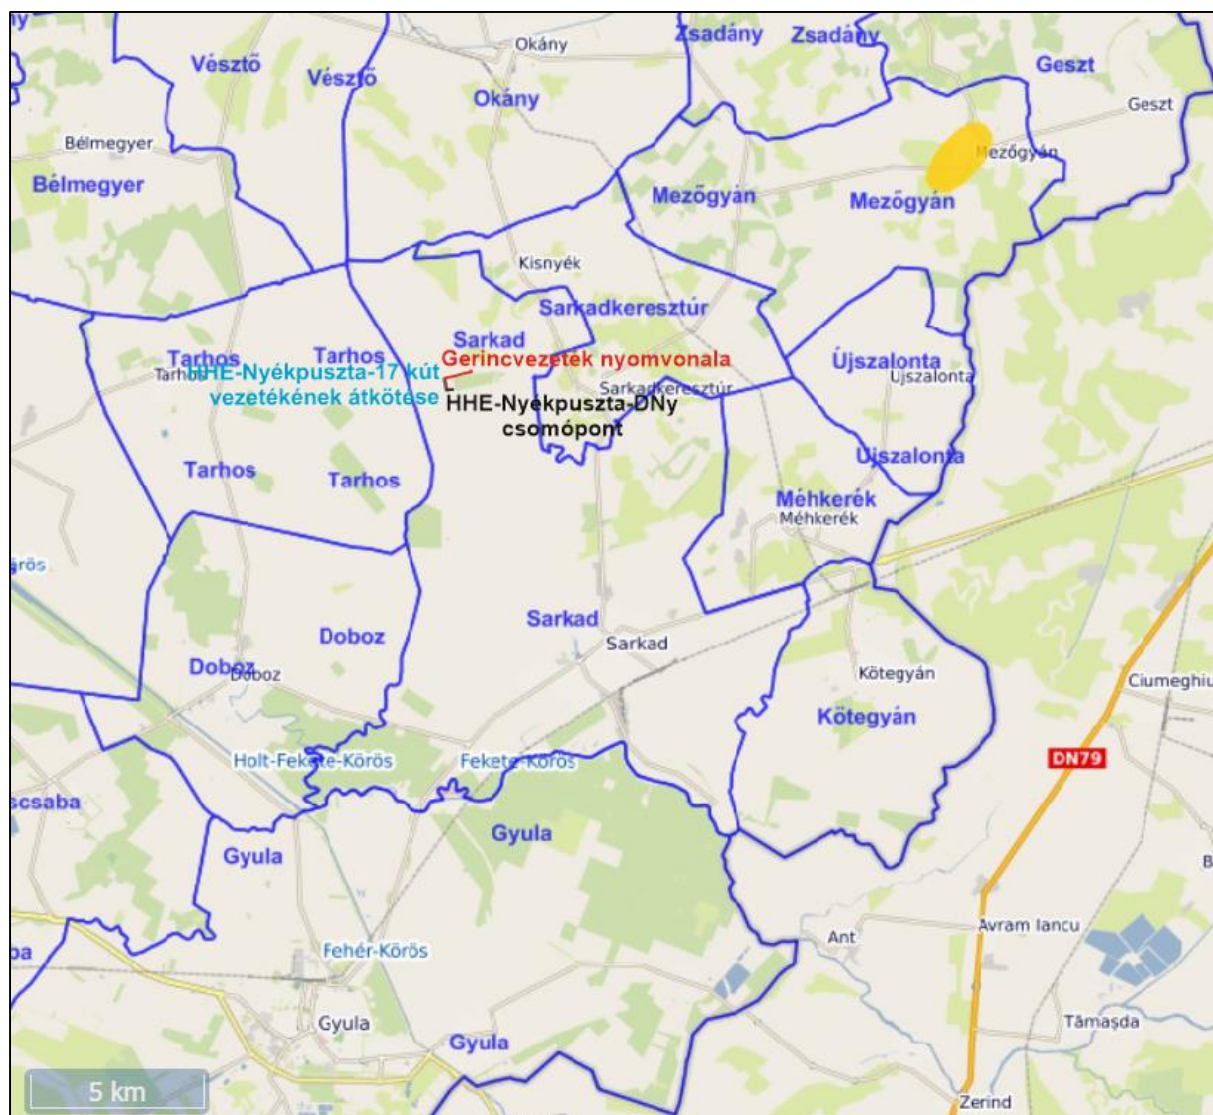 Zsadány
Zsadány
Vésztő
Okány
Geszt
Vésztő
Okány
Geszt
Bélmegyer
Mezőgyán
Bélmegyer
Mezőgyán
Mezőgyán
Kisnyék
Sarkadkeresztúr
Sarkad
Tarhos
Tarhos
Gerincvezeték nyomvonala
Újszalonta
Tarhos
HHE-Nyékpuszta-17 kút
vezetékének átkötése
Újszalonta
Sarkadkeresztúr
HHE-Nyékpuszta-DNy
csomópont
Újszalonta
Tarhos
Tarhos
Méhkerék
Méhkerék
Sarkad
Doboz
Sarkad
Doboz
Doboz
Kötegyán
Ciumeghiu
Kötegyán
Holt-Fekete-Körös
Fekete-Körös
DN79
Gyula
Gyula
Avram Iancu
Ant
Fehér-Körös
Gyula
Tămașda
Gyula
5 km
Zerind